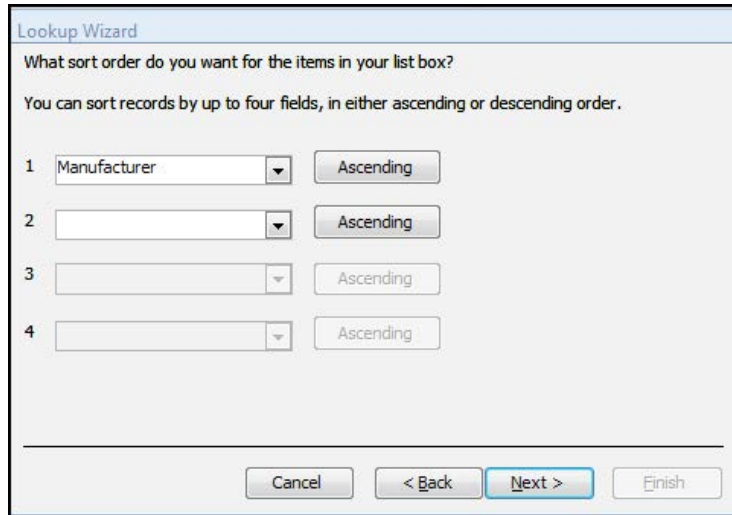 Lookup Wizard
What sort order do you want for the items in your list box?
You can sort records by up to four fields, in either ascending or descending order.
1 Manufacturer Ascending
2 Ascending
3 Ascending
4 Ascending
Cancel < Back Next > Finish